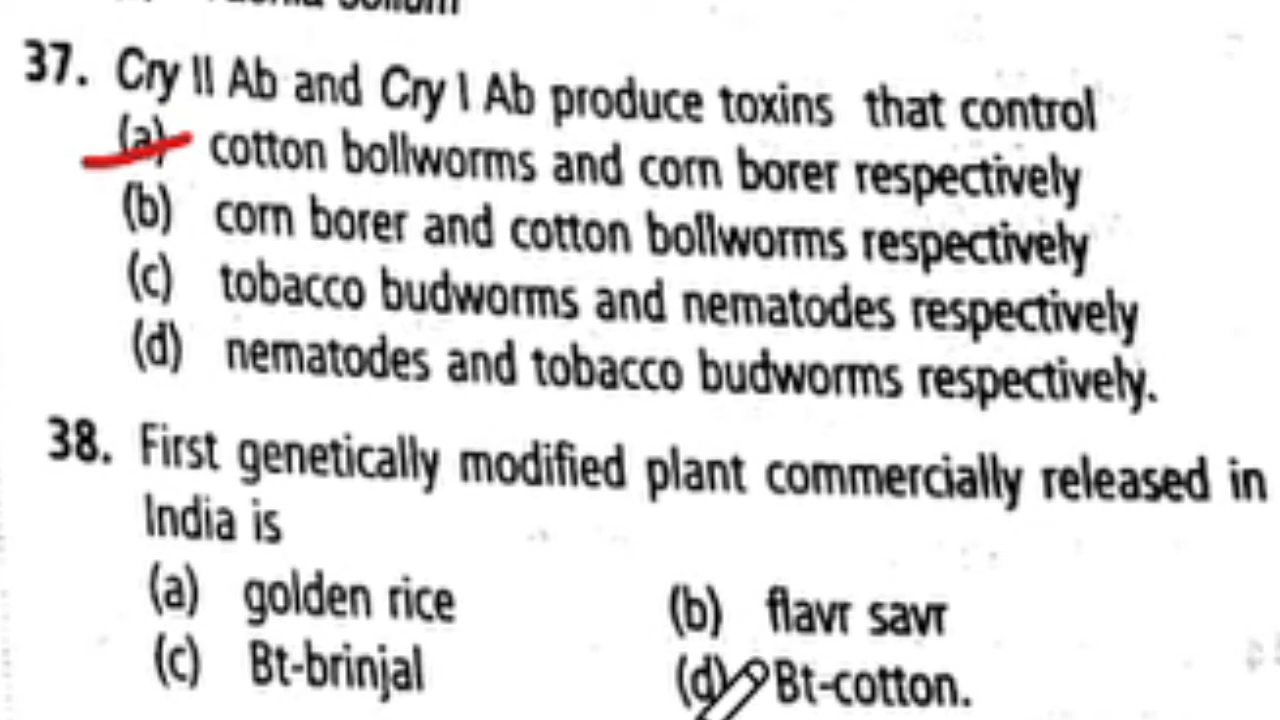 37. Cry II Ab and Cry I Ab produce toxins that control
(a) cotton bollworms and corn borer respectively
(b) corn borer and cotton bollworms respectively
(c) tobacco budworms and nematodes respectively
(d) nematodes and tobacco budworms respectively.
38. First genetically modified plant commercially released in
India is
(a) golden rice (b) flavr savr
(c) Bt-brinjal (d) Bt-cotton.